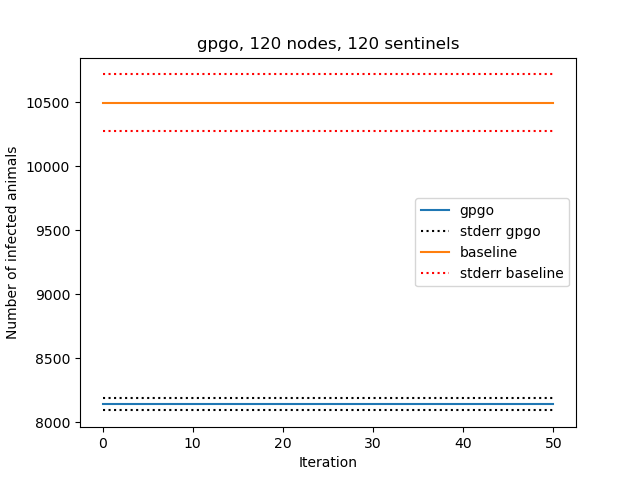 gpgo, 120 nodes, 120 sentinels
10500
10000
9500
9000
8500
8000
Number of infected animals
gpgo
stderr gpgo
baseline
stderr baseline
0 10 20 30 40 50
Iteration